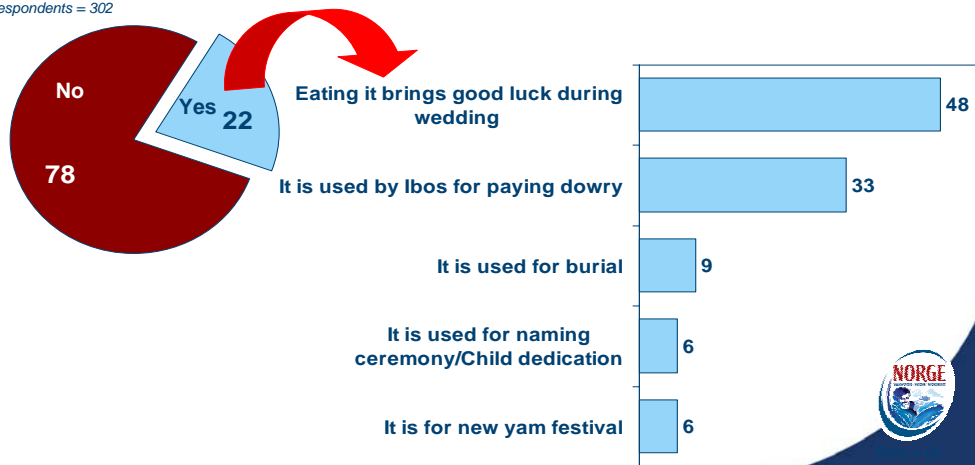 espondents = 302
No
78
Yes 22
Eating it brings good luck during
wedding
48
It is used by Ibos for paying dowry
33
It is used for burial
9
It is used for naming
ceremony/Child dedication
6
It is for new yam festival
6
NORGE